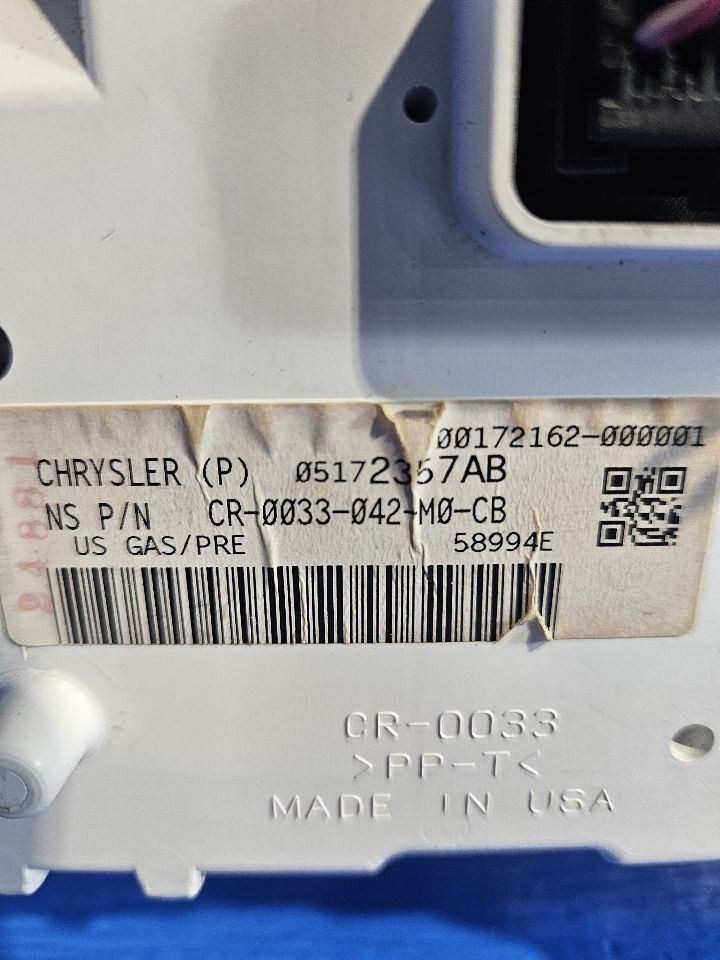 00172162-000001
CHRYSLER (P) 05172357AB
NS P/N CR-0033-042-M0-CB
US GAS/PRE 58994E
CR-0033
>PP-T<
MADE IN USA